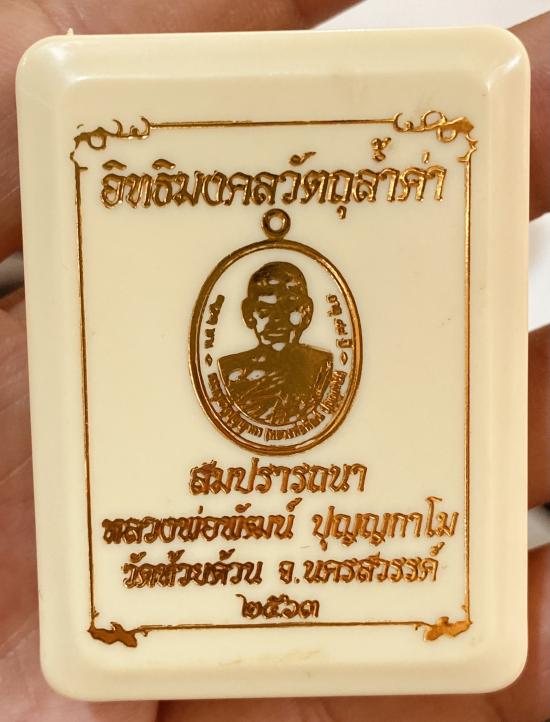 อิทธิมงคลวัตถุล้ำค่า
สมปรารถนา
หลวงพ่อพัฒน์ ปุญญกาโม
วัดห้วยด้วน จ.นครสวรรค์
๒๕๖๓